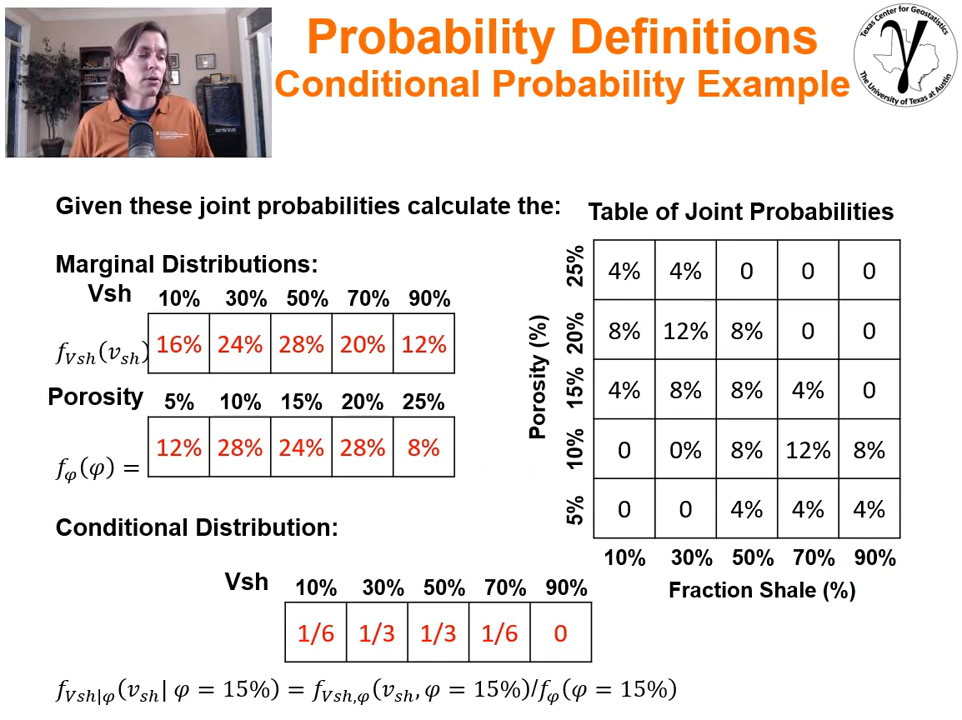 Probability Definitions
Conditional Probability Example
Texas Center for Geostatistics
The University of Texas at Austin
γ
Given these joint probabilities calculate the:
Marginal Distributions:
Vsh 10% 30% 50% 70% 90%
f_Vsh(v_sh) 16% 24% 28% 20% 12%
Porosity 5% 10% 15% 20% 25%
f_φ(φ) = 12% 28% 24% 28% 8%
Conditional Distribution:
Vsh 10% 30% 50% 70% 90%
1/6 1/3 1/3 1/6 0
f_Vsh|φ(v_sh| φ = 15%) = f_Vsh,φ(v_sh, φ = 15%)/f_φ(φ = 15%)
Table of Joint Probabilities
Porosity (%)
25% 4% 4% 0 0 0
20% 8% 12% 8% 0 0
15% 4% 8% 8% 4% 0
10% 0 0% 8% 12% 8%
5% 0 0 4% 4% 4%
10% 30% 50% 70% 90%
Fraction Shale (%)